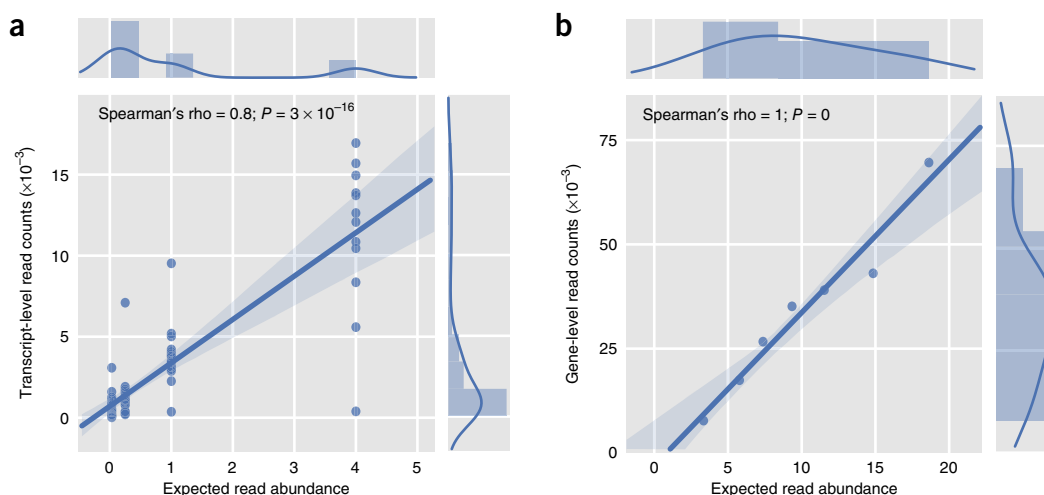 a
Spearman's rho = 0.8; P = 3 × 10⁻¹⁶
Transcript-level read counts (×10⁻³)
15
10
5
0
0 1 2 3 4 5
Expected read abundance
b
Spearman's rho = 1; P = 0
Gene-level read counts (×10⁻³)
75
50
25
0
0 5 10 15 20
Expected read abundance